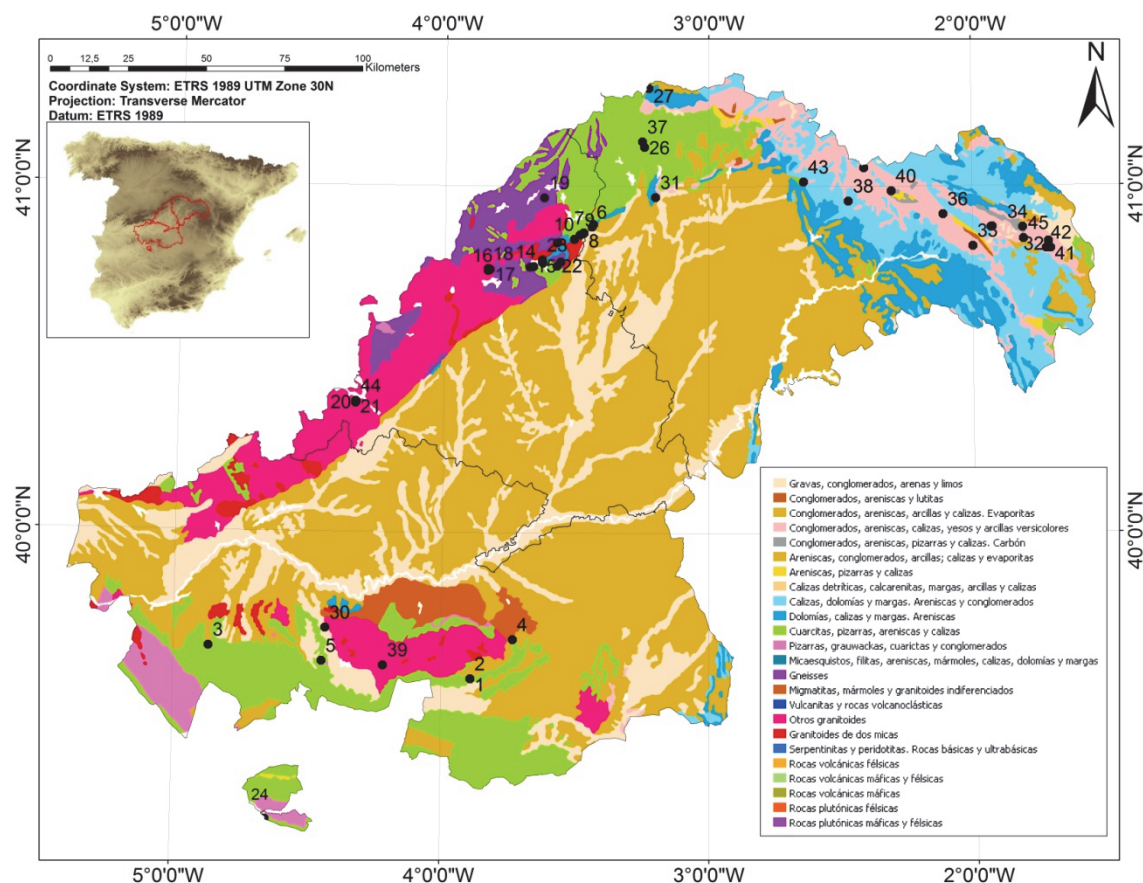 5°0'0"W 4°0'0"W 3°0'0"W 2°0'0"W
0 12,5 25 50 75 100
Kilometers
Coordinate System: ETRS 1989 UTM Zone 30N
Projection: Transverse Mercator
Datum: ETRS 1989
N
41°0'0"N 41°0'0"N
40°0'0"N 40°0'0"N
27
37
26
43
38
40
36
34
45
42
35
32
41
31
19
6
10
7
9
8
28
16
18
14
15
22
17
44
20
21
30
3
5
39
4
2
1
24
Gravas, conglomerados, arenas y limos
Conglomerados, areniscas y lutitas
Conglomerados, areniscas, arcillas y calizas. Evaporitas
Conglomerados, areniscas, calizas, yesos y arcillas versicolores
Conglomerados, areniscas, pizarras y calizas. Carbón
Areniscas, conglomerados, arcillas; calizas y evaporitas
Areniscas, pizarras y calizas
Calizas detríticas, calcarenitas, margas, arcillas y calizas
Calizas, dolomías y margas. Areniscas y conglomerados
Dolomías, calizas y margas. Areniscas
Cuarcitas, pizarras, areniscas y calizas
Pizarras, grauwackas, cuarictas y conglomerados
Micaesquistos, filitas, areniscas, mármoles, calizas, dolomías y margas
Gneisses
Migmatitas, mármoles y granitoides indiferenciados
Vulcanitas y rocas volcanoclásticas
Otros granitoides
Granitoides de dos micas
Serpentinitas y peridotitas. Rocas básicas y ultrabásicas
Rocas volcánicas félsicas
Rocas volcánicas máficas y félsicas
Rocas volcánicas máficas
Rocas plutónicas félsicas
Rocas plutónicas máficas y félsicas
5°0'0"W 4°0'0"W 3°0'0"W 2°0'0"W